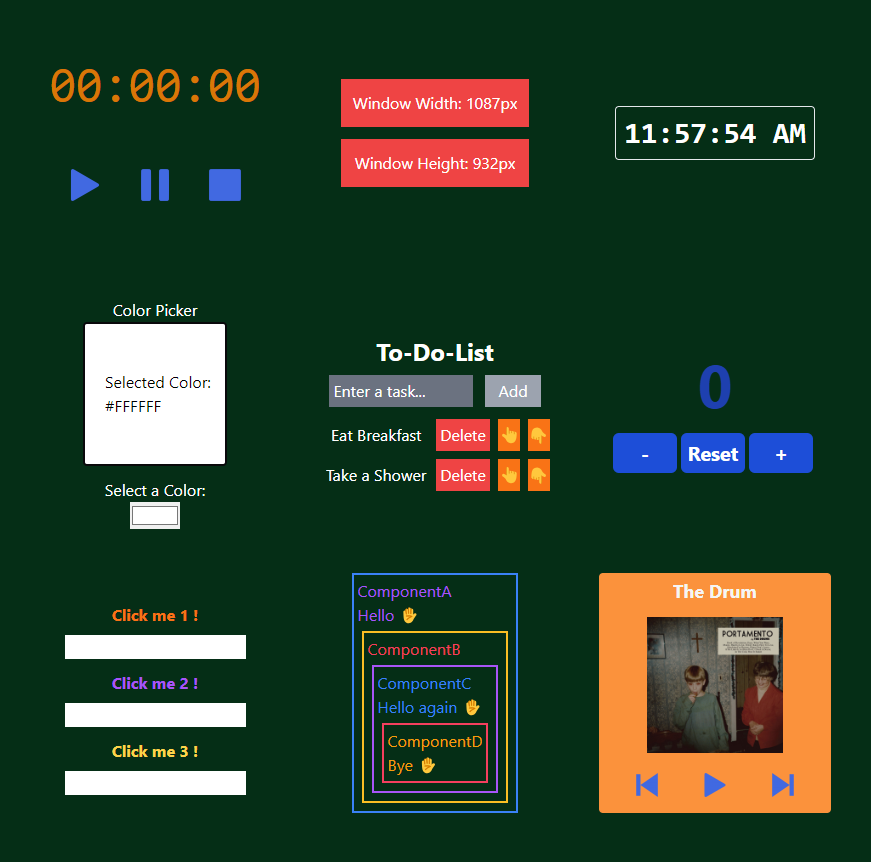 00:00:00
Window Width: 1087px
Window Height: 932px
11:57:54 AM
Color Picker
Selected Color:
#FFFFFF
Select a Color:
To-Do-List
Enter a task...
Add
Eat Breakfast
Delete
Take a Shower
Delete
0
-
Reset
+
Click me 1 !
Click me 2 !
Click me 3 !
ComponentA
Hello 🖐
ComponentB
ComponentC
Hello again 🖐
ComponentD
Bye 🖐
The Drum
PORTAMENTO